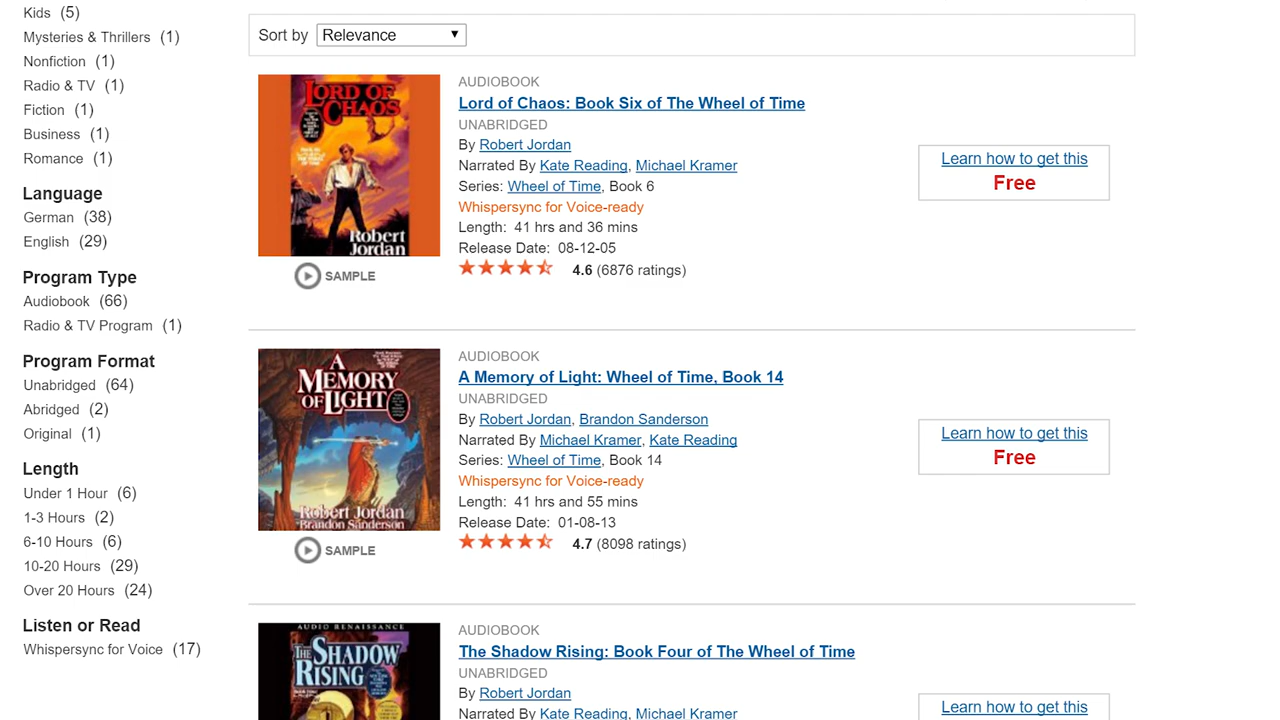 Kids (5)
Mysteries & Thrillers (1)
Nonfiction (1)
Radio & TV (1)
Fiction (1)
Business (1)
Romance (1)
Language
German (38)
English (29)
Program Type
Audiobook (66)
Radio & TV Program (1)
Program Format
Unabridged (64)
Abridged (2)
Original (1)
Length
Under 1 Hour (6)
1-3 Hours (2)
6-10 Hours (6)
10-20 Hours (29)
Over 20 Hours (24)
Listen or Read
Whispersync for Voice (17)
Sort by Relevance
LORD OF
CHAOS
Robert
Jordan
SAMPLE
AUDIOBOOK
Lord of Chaos: Book Six of The Wheel of Time
UNABRIDGED
By Robert Jordan
Narrated By Kate Reading, Michael Kramer
Series: Wheel of Time, Book 6
Whispersync for Voice-ready
Length: 41 hrs and 36 mins
Release Date: 08-12-05
4.6 (6876 ratings)
Learn how to get this
Free
A
MEMORY
OF LIGHT
Robert Jordan
Brandon Sanderson
SAMPLE
AUDIOBOOK
A Memory of Light: Wheel of Time, Book 14
UNABRIDGED
By Robert Jordan, Brandon Sanderson
Narrated By Michael Kramer, Kate Reading
Series: Wheel of Time, Book 14
Whispersync for Voice-ready
Length: 41 hrs and 55 mins
Release Date: 01-08-13
4.7 (8098 ratings)
Learn how to get this
Free
AUDIO RENAISSANCE
THE SHADOW
RISING
AUDIOBOOK
The Shadow Rising: Book Four of The Wheel of Time
UNABRIDGED
By Robert Jordan
Narrated By Kate Reading, Michael Kramer
Learn how to get this